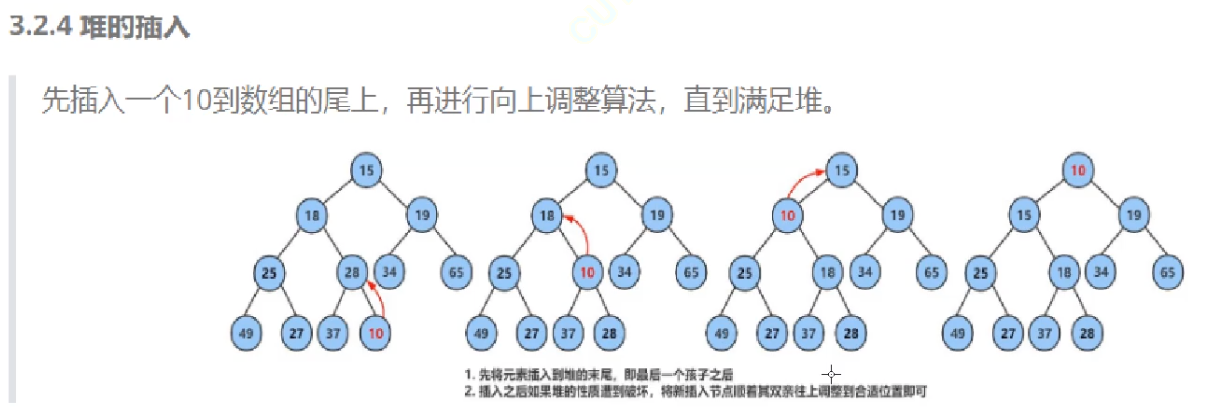 3.2.4 堆的插入
先插入一个10到数组的尾上，再进行向上调整算法，直到满足堆。
15 15 15 10
18 19 18 19 10 19 15 19
25 28 34 65 25 10 34 65 25 18 34 65 25 18 34 65
49 27 37 10 49 27 37 28 49 27 37 28 49 27 37 28
1. 先将元素插入到堆的末尾，即最后一个孩子之后
2. 插入之后如果堆的性质遭到破坏，将新插入节点顺着其双亲往上调整到合适位置即可